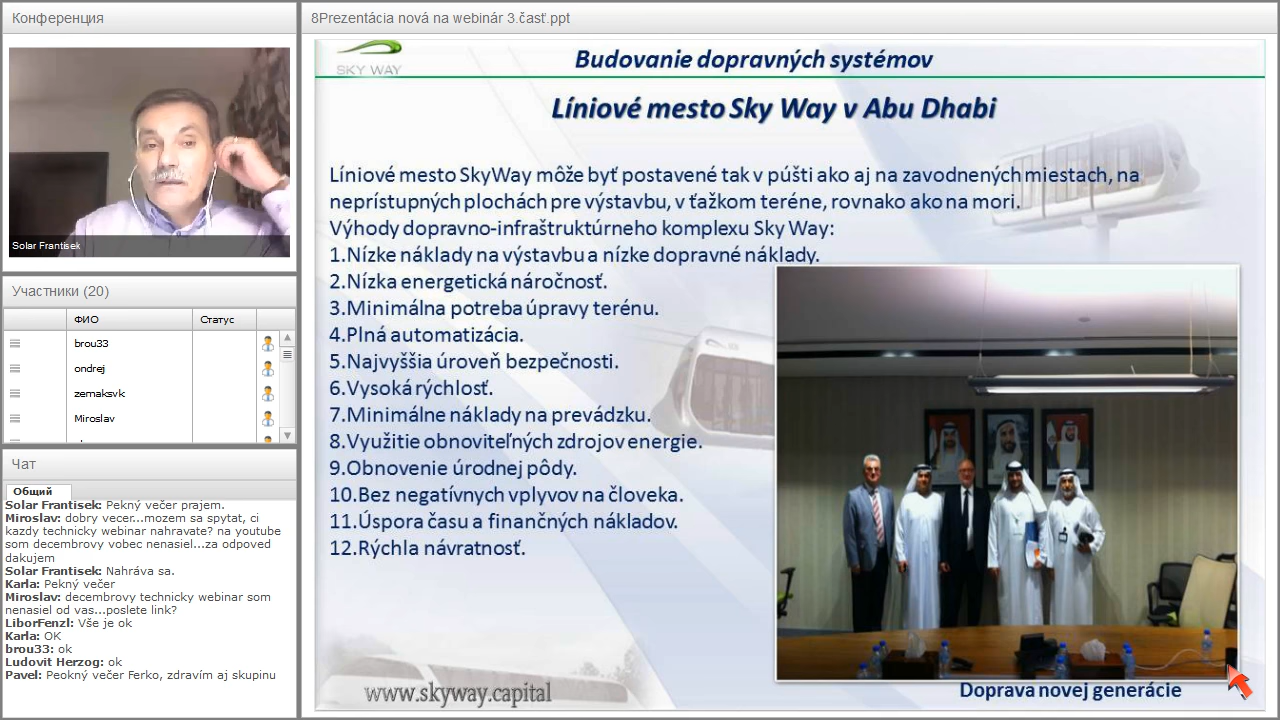 Конференция
Solar Frantisek
Участники (20)
ФИО Статус
brou33
ondrej
zemaksvk
Miroslav
Чат
Общий
Solar Frantisek: Pekný večer prajem.
Miroslav: dobry vecer...mozem sa spytat, ci
kazdy technicky webinar nahravate? na youtube
som decembrovy vobec nenasiel...za odpoved
dakujem
Solar Frantisek: Nahráva sa.
Karla: Pekný večer
Miroslav: decembrovy technicky webinar som
nenasiel od vas...poslete link?
LiborFenzl: Vše je ok
Karla: OK
brou33: ok
Ludovit Herzog: ok
Pavel: Peokný večer Ferko, zdravím aj skupinu
8Prezentácia nová na webinár 3.časť.ppt
SKY WAY
Budovanie dopravných systémov
Líniové mesto Sky Way v Abu Dhabi
Líniové mesto SkyWay môže byť postavené tak v púšti ako aj na zavodnených miestach, na
neprístupných plochách pre výstavbu, v ťažkom teréne, rovnako ako na mori.
Výhody dopravno-infraštruktúrneho komplexu Sky Way:
1.Nízke náklady na výstavbu a nízke dopravné náklady.
2.Nízka energetická náročnosť.
3.Minimálna potreba úpravy terénu.
4.Plná automatizácia.
5.Najvyššia úroveň bezpečnosti.
6.Vysoká rýchlosť.
7.Minimálne náklady na prevádzku.
8.Využitie obnoviteľných zdrojov energie.
9.Obnovenie úrodnej pôdy.
10.Bez negatívnych vplyvov na človeka.
11.Úspora času a finančných nákladov.
12.Rýchla návratnosť.
www.skyway.capital
Doprava novej generácie